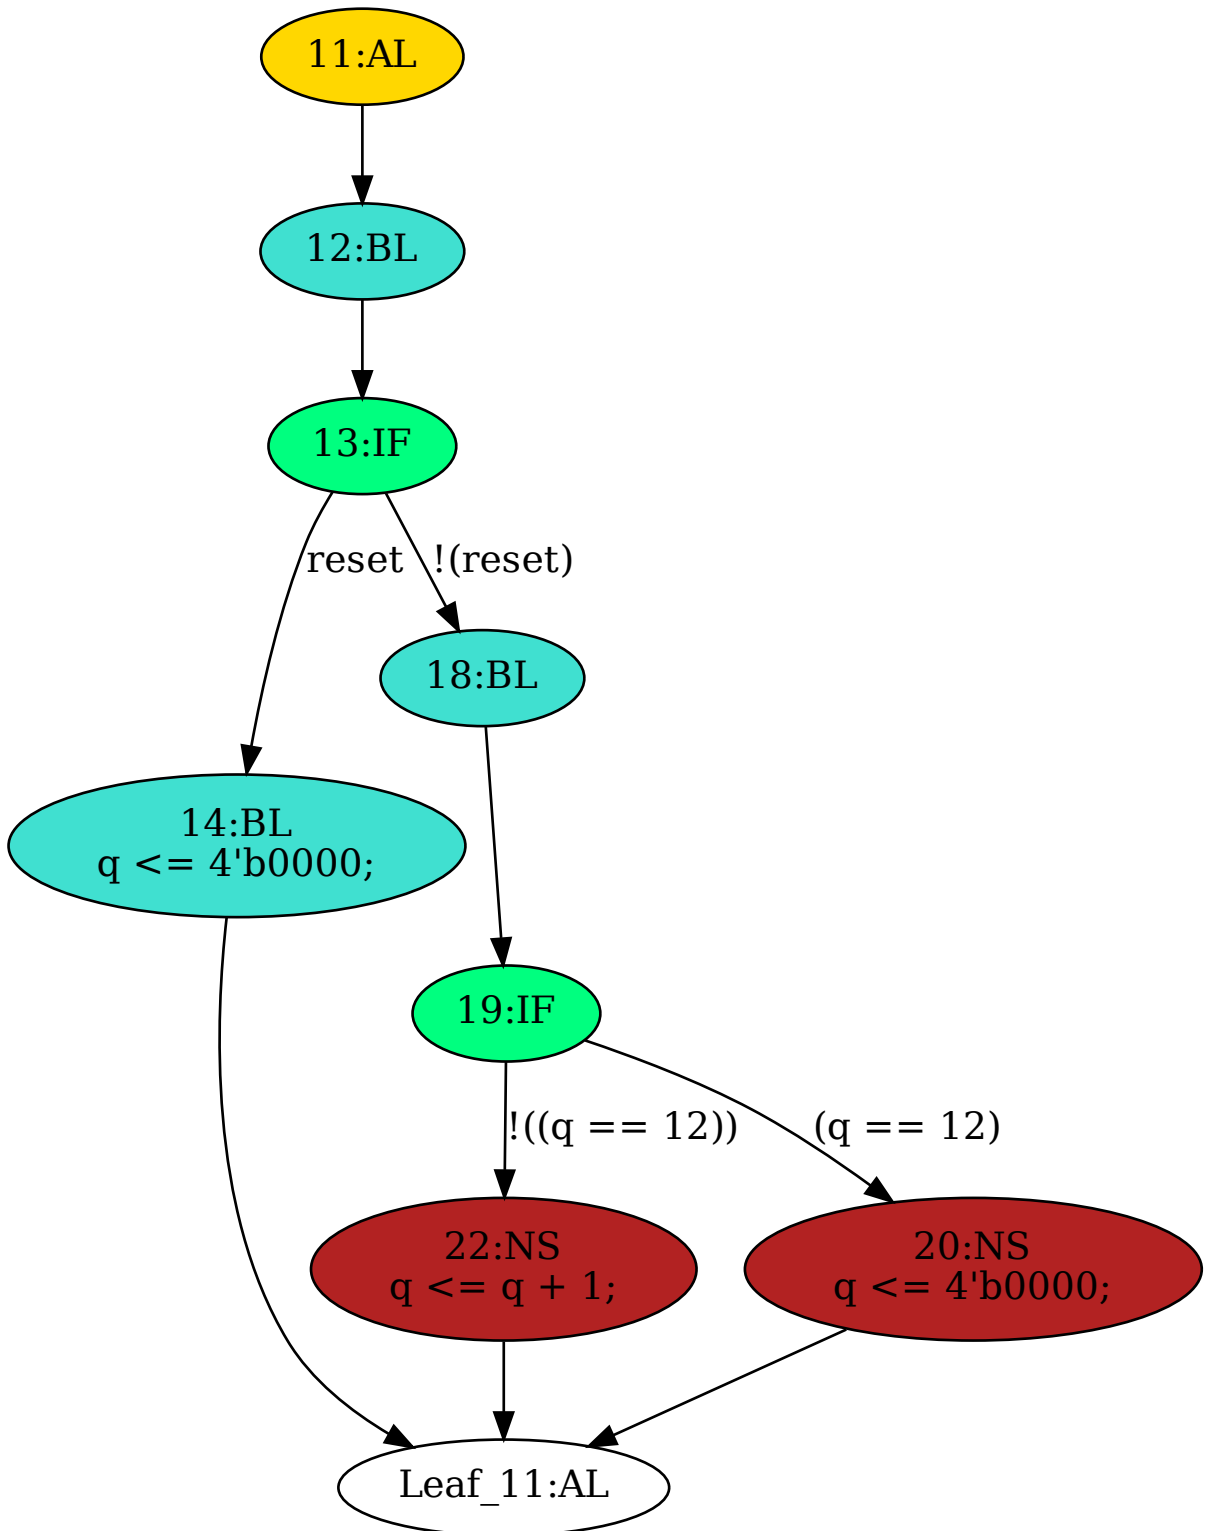 11:AL
12:BL
13:IF
reset
!(reset)
18:BL
14:BL
q <= 4'b0000;
19:IF
!((q == 12))
(q == 12)
22:NS
q <= q + 1;
20:NS
q <= 4'b0000;
Leaf_11:AL